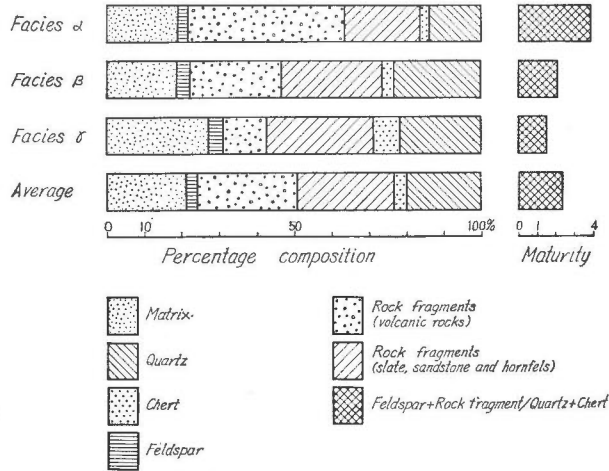 Facies α
Facies β
Facies γ
Average
0 10 50 100%
0 1 2 4
Percentage composition
Maturity
Matrix.
Quartz
Chert
Feldspar
Rock fragments
(volcanic rocks)
Rock fragments
(slate, sandstone and hornfels)
Feldspar+Rock fragment/Quartz+Chert